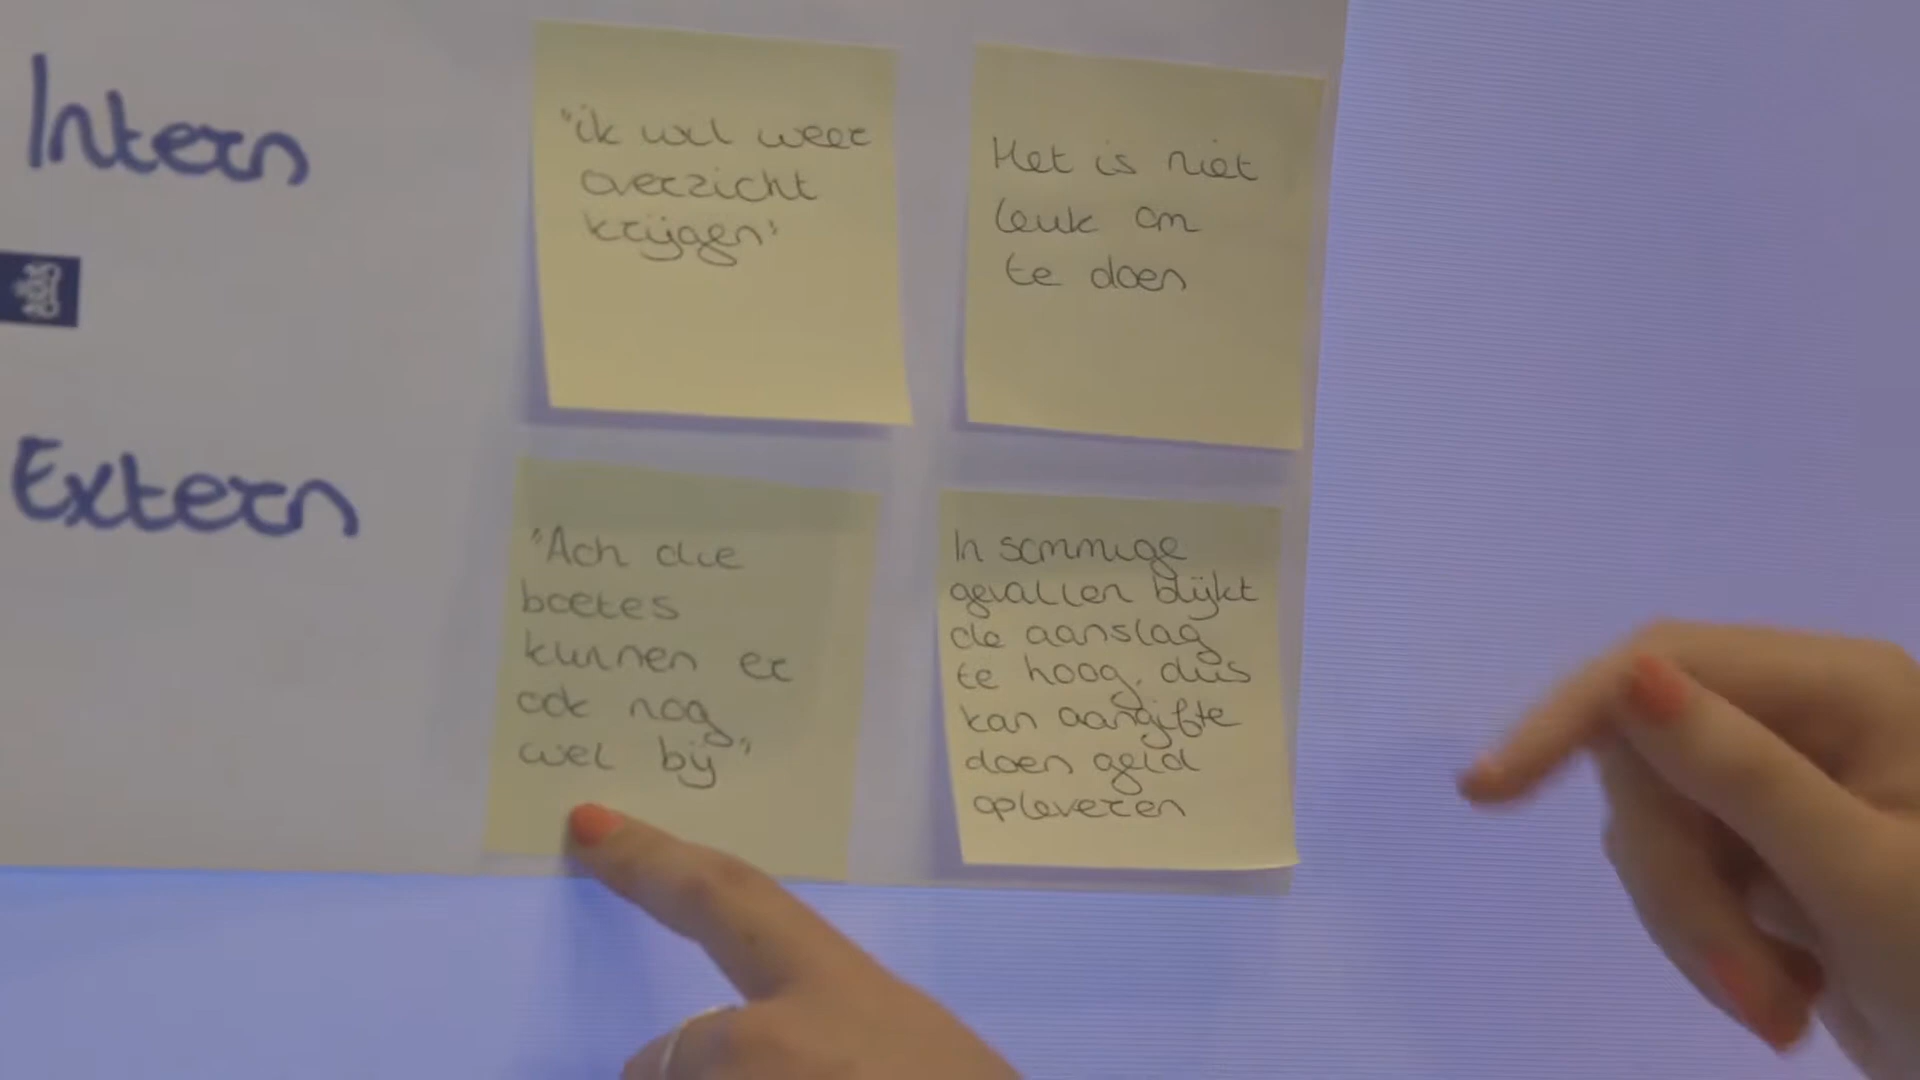 Intern
"ik wil weer
overzicht
krijgen"
Het is niet
leuk om
te doen
Extern
"Ach die
boetes
kunnen er
ook nog
wel bij"
In sommige
gevallen blijkt
de aanslag
te hoog, dus
kan aangifte
doen geld
opleveren